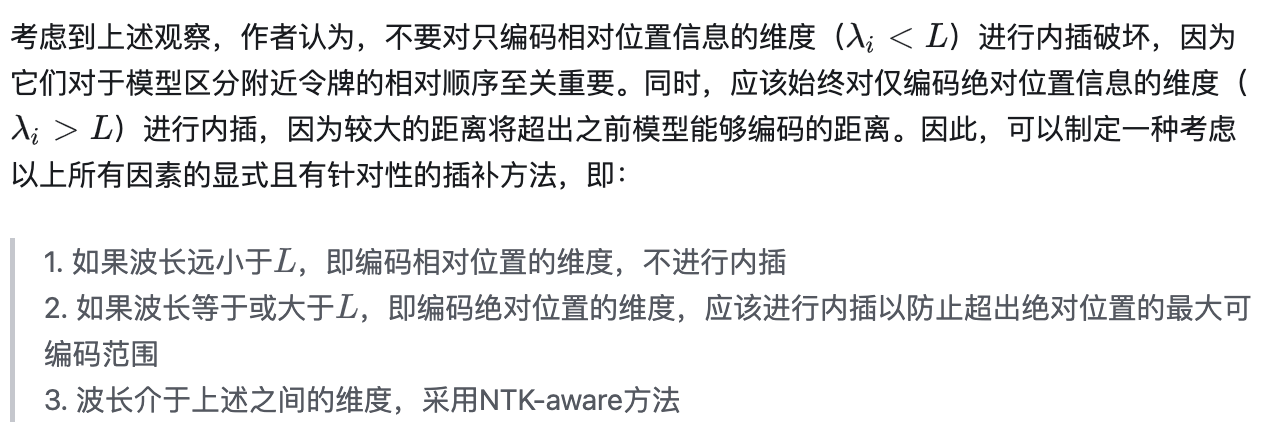 考虑到上述观察，作者认为，不要对只编码相对位置信息的维度（λᵢ < L）进行内插破坏，因为
它们对于模型区分附近令牌的相对顺序至关重要。同时，应该始终对仅编码绝对位置信息的维度（
λᵢ > L）进行内插，因为较大的距离将超出之前模型能够编码的距离。因此，可以制定一种考虑
以上所有因素的显式且有针对性的插补方法，即：
1. 如果波长远小于L，即编码相对位置的维度，不进行内插
2. 如果波长等于或大于L，即编码绝对位置的维度，应该进行内插以防止超出绝对位置的最大可
编码范围
3. 波长介于上述之间的维度，采用NTK-aware方法